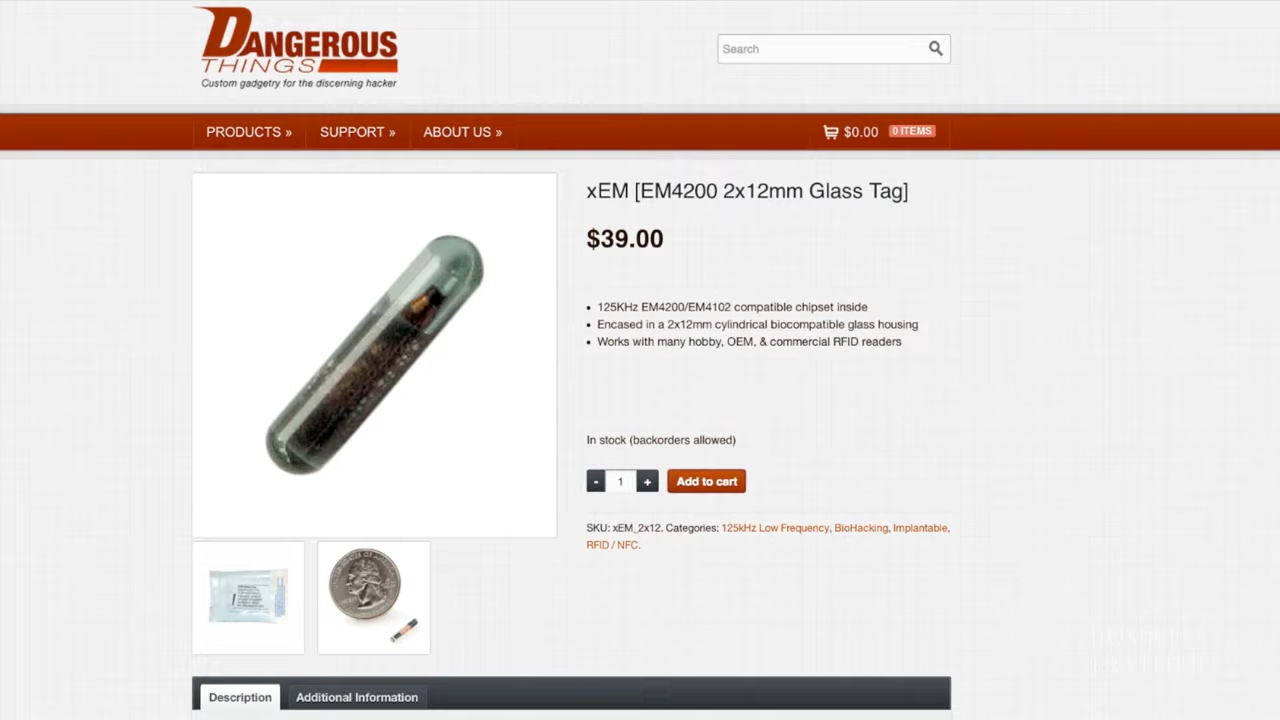 DANGEROUS
THINGS
Custom gadgetry for the discerning hacker
Search
PRODUCTS »
SUPPORT »
ABOUT US »
$0.00
0 ITEMS
xEM [EM4200 2x12mm Glass Tag]
$39.00
• 125KHz EM4200/EM4102 compatible chipset inside
• Encased in a 2x12mm cylindrical biocompatible glass housing
• Works with many hobby, OEM, & commercial RFID readers
In stock (backorders allowed)
- 1 +
Add to cart
SKU: xEM_2x12. Categories: 125kHz Low Frequency, BioHacking, Implantable,
RFID / NFC.
Description
Additional Information